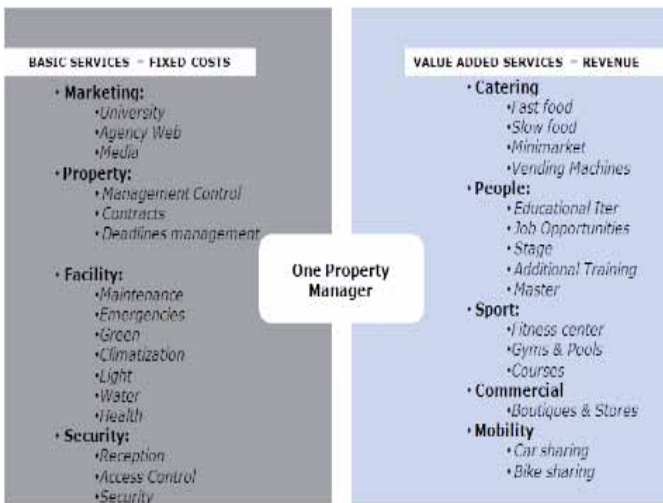 BASIC SERVICES = FIXED COSTS
• Marketing:
•University
•Agency Web
•Media
•Property:
•Management Control
•Contracts
•Deadlines management
• Facility:
•Maintenance
•Emergencies
•Green
•Climatization
•Light
•Water
•Health
• Security:
•Reception
•Access Control
•Security
One Property
Manager
VALUE ADDED SERVICES = REVENUE
• Catering
•Fast food
•Slow food
•Minimarket
•Vending Machines
• People:
•Educational Iter
•Job Opportunities
•Stage
•Additional Training
•Master
• Sport:
•Fitness center
•Gyms & Pools
•Courses
• Commercial
•Boutiques & Stores
• Mobility
•Car sharing
•Bike sharing